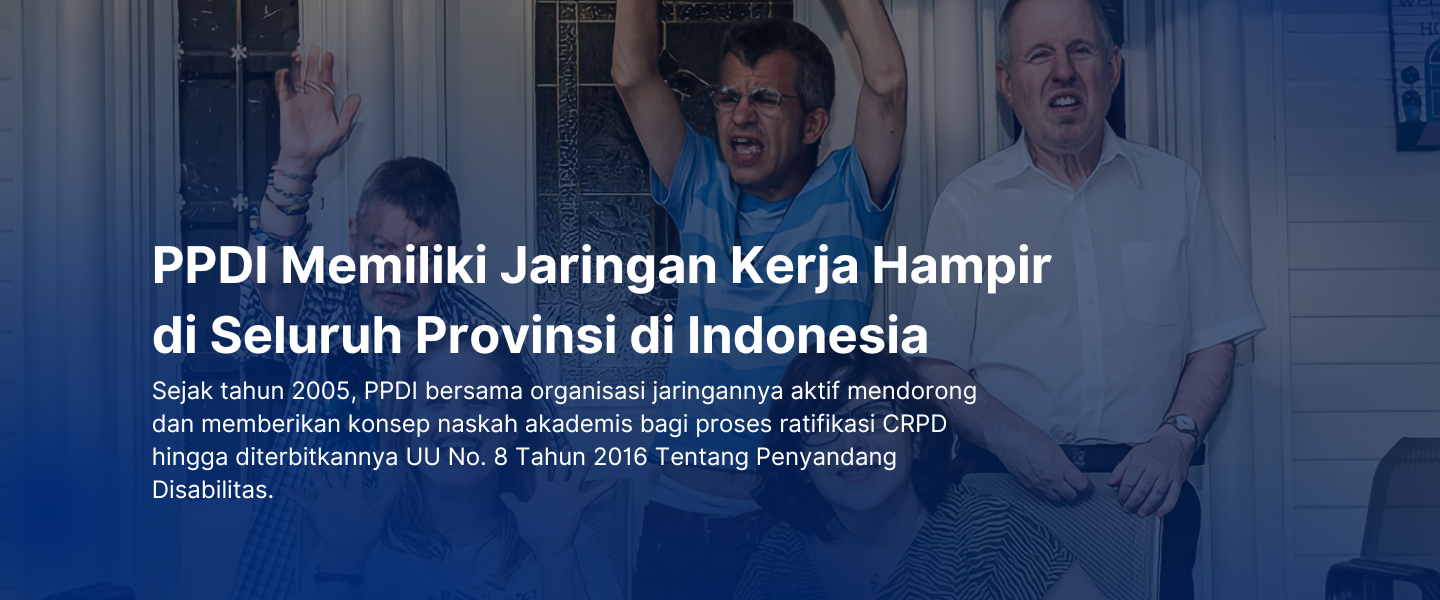 PPDI Memiliki Jaringan Kerja Hampir
di Seluruh Provinsi di Indonesia
Sejak tahun 2005, PPDI bersama organisasi jaringannya aktif mendorong
dan memberikan konsep naskah akademis bagi proses ratifikasi CRPD
hingga diterbitkannya UU No. 8 Tahun 2016 Tentang Penyandang
Disabilitas.